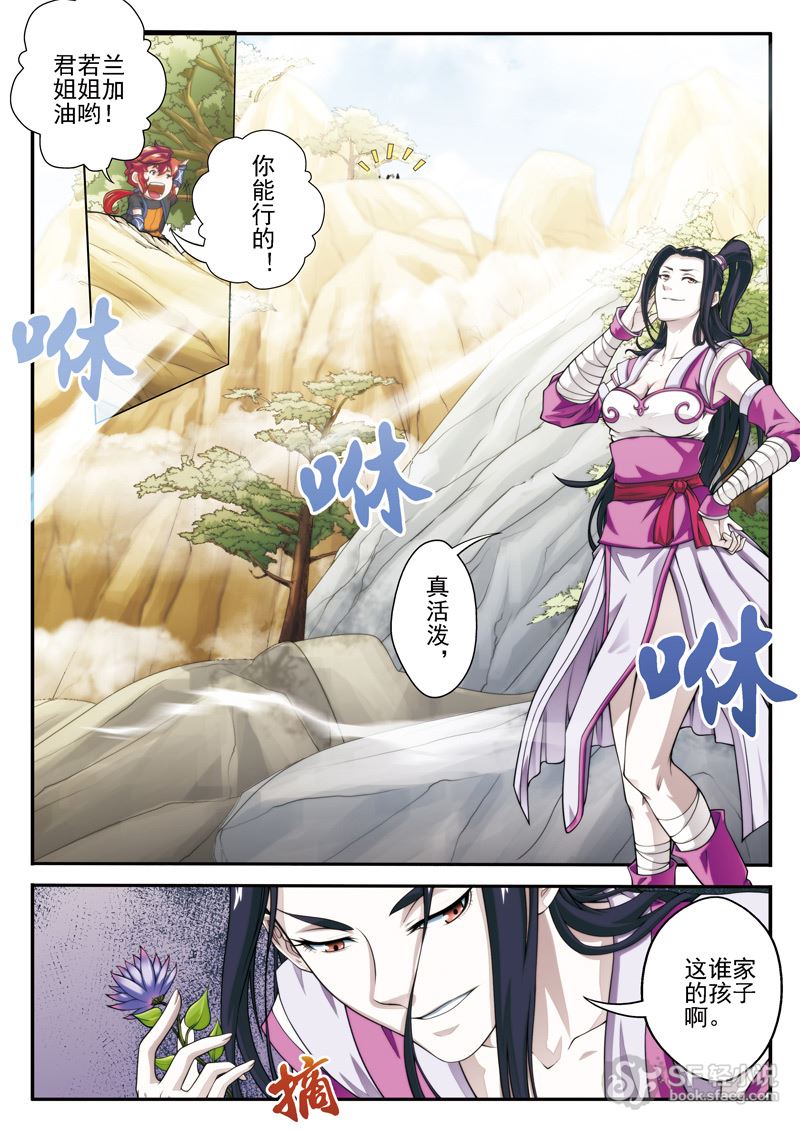 兰若君姐姐加油哟！
你能行的！
咻
咻
真活泼，
咻
这谁家的孩子啊。
摘
SF轻小说
book.sfacg.com